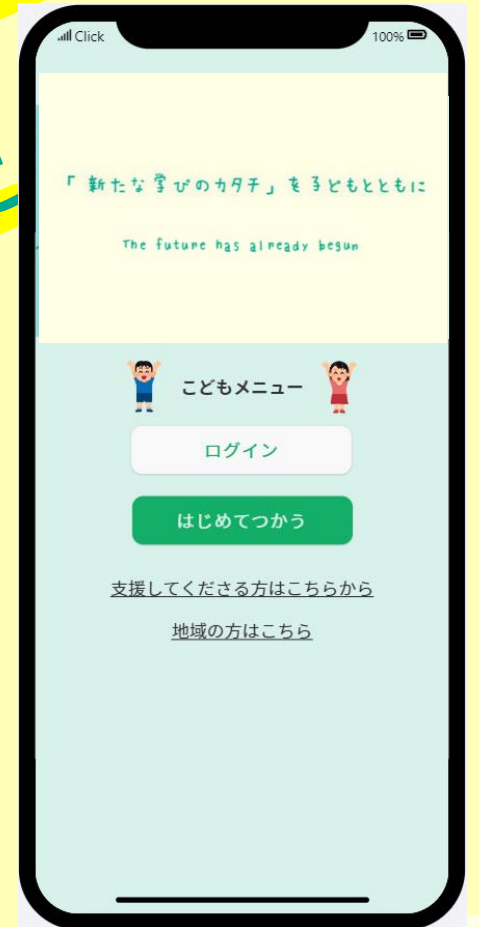 Click 100%
「新たな学びのカタチ」を子どもとともに
The future has already begun
こどもメニュー
ログイン
はじめてつかう
支援してくださる方はこちらから
地域の方はこちら